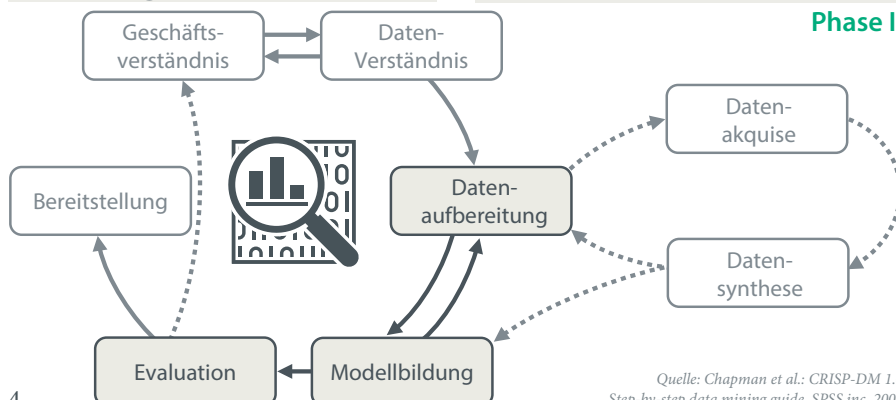 Phase I
Geschäfts-
verständnis
Daten-
Verständnis
Daten-
akquise
Bereitstellung
Daten-
aufbereitung
Daten-
synthese
Evaluation
Modellbildung
Quelle: Chapman et al.: CRISP-DM 1.
Step-by-step data mining guide. SPSS inc. 200
4